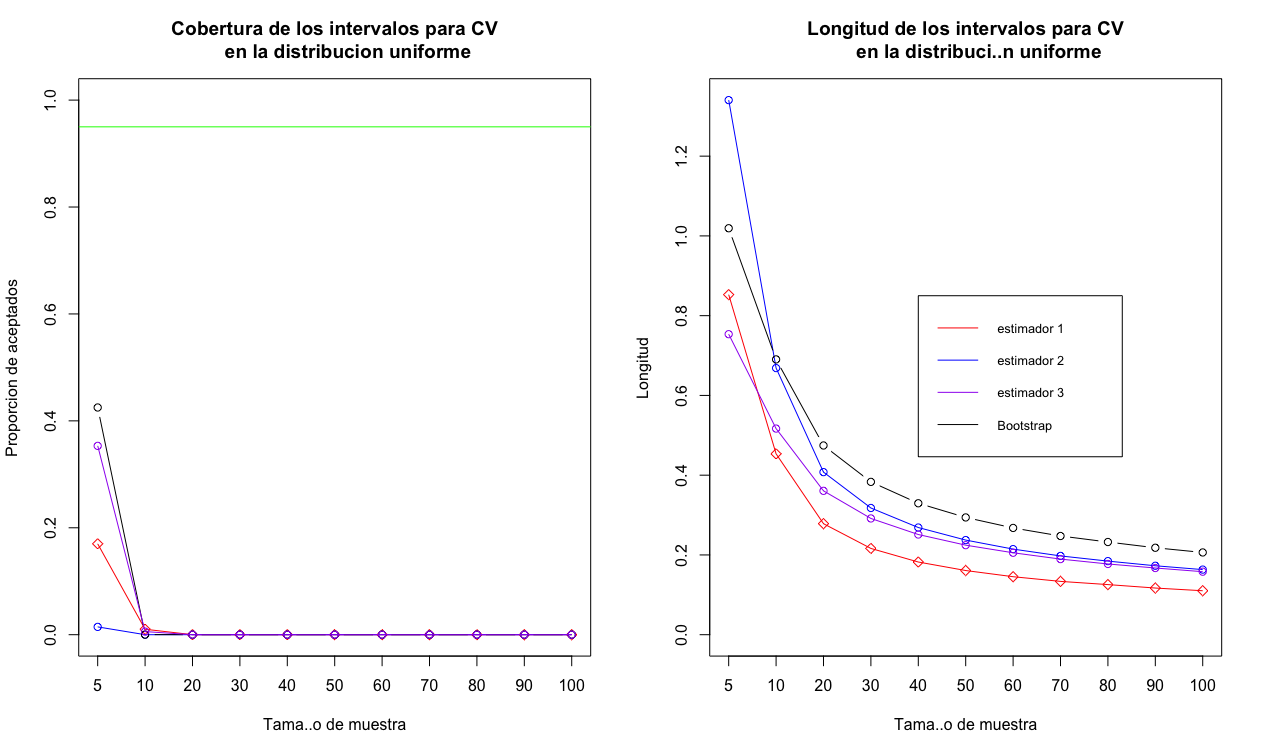 Cobertura de los intervalos para CV
en la distribucion uniforme
Proporcion de aceptados
1.0
0.8
0.6
0.4
0.2
0.0
5 10 20 30 40 50 60 70 80 90 100
Tama..o de muestra
Longitud de los intervalos para CV
en la distribuci..n uniforme
Longitud
1.2
1.0
0.8
0.6
0.4
0.2
0.0
estimador 1
estimador 2
estimador 3
Bootstrap
5 10 20 30 40 50 60 70 80 90 100
Tama..o de muestra